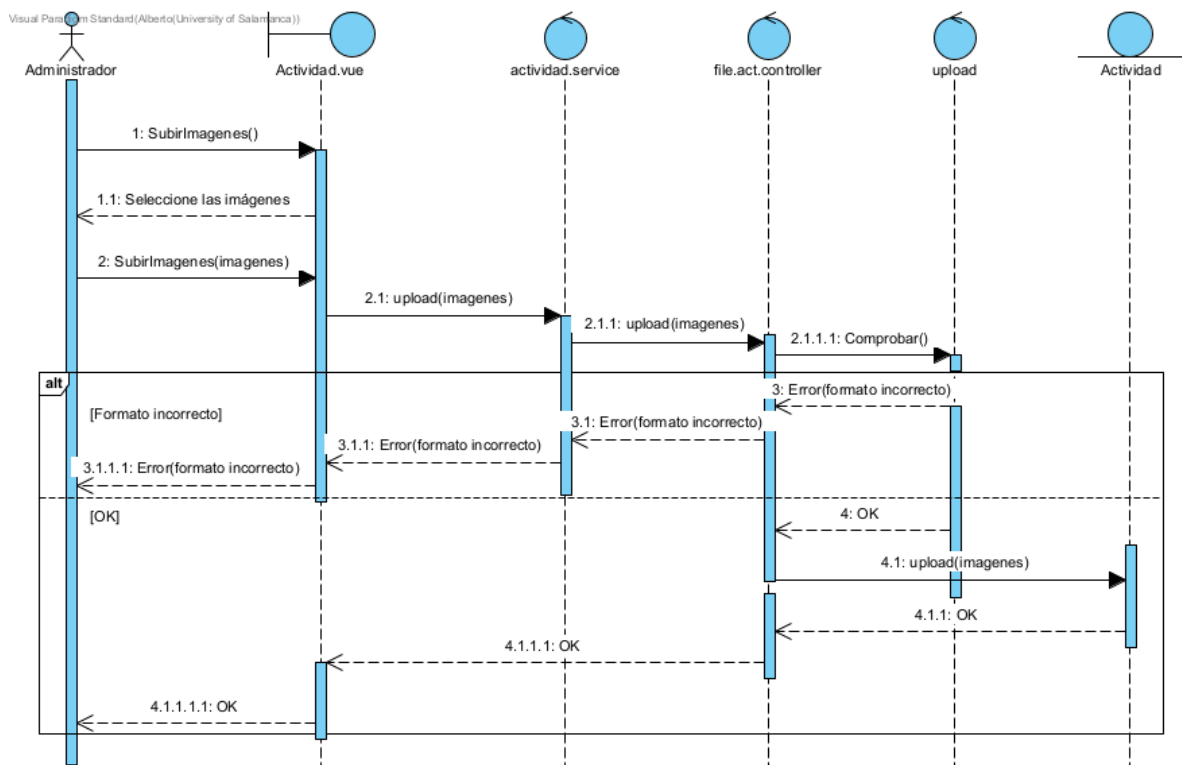 Visual Paradigm Standard(Alberto(University of Salamanca))
Administrador
Actividad.vue
actividad.service
file.act.controller
upload
Actividad
1: SubirImagenes()
1.1: Seleccione las imágenes
2: SubirImagenes(imagenes)
2.1: upload(imagenes)
2.1.1: upload(imagenes)
2.1.1.1: Comprobar()
alt
[Formato incorrecto]
3: Error(formato incorrecto)
3.1: Error(formato incorrecto)
3.1.1: Error(formato incorrecto)
3.1.1.1: Error(formato incorrecto)
[OK]
4: OK
4.1: upload(imagenes)
4.1.1: OK
4.1.1.1: OK
4.1.1.1.1: OK